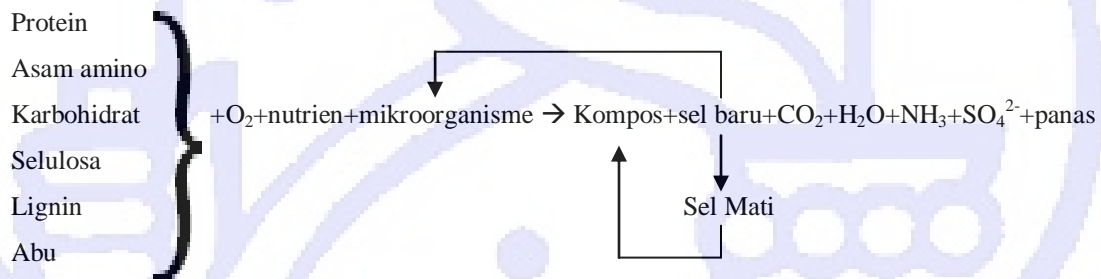 Protein
Asam amino
Karbohidrat
+O₂+nutrien+mikroorganisme → Kompos+sel baru+CO₂+H₂O+NH₃+SO₄²⁻+panas
Selulosa
Lignin
Sel Mati
Abu